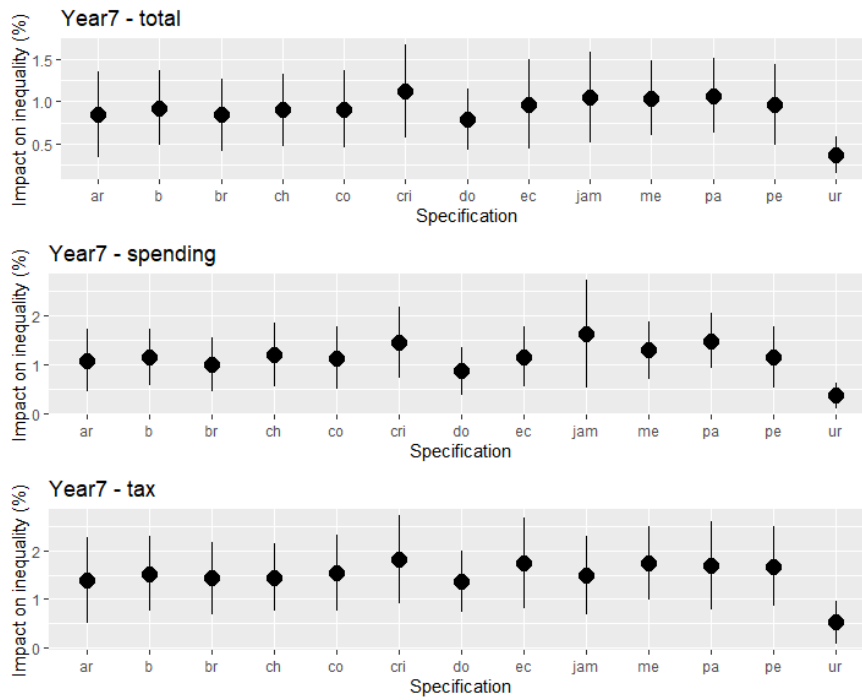 Year7 - total
Impact on inequality (%)
1.5
1.0
0.5
ar b br ch co cri do ec jam me pa pe ur
Specification
Year7 - spending
Impact on inequality (%)
2
1
0
ar b br ch co cri do ec jam me pa pe ur
Specification
Year7 - tax
Impact on inequality (%)
2
1
0
ar b br ch co cri do ec jam me pa pe ur
Specification